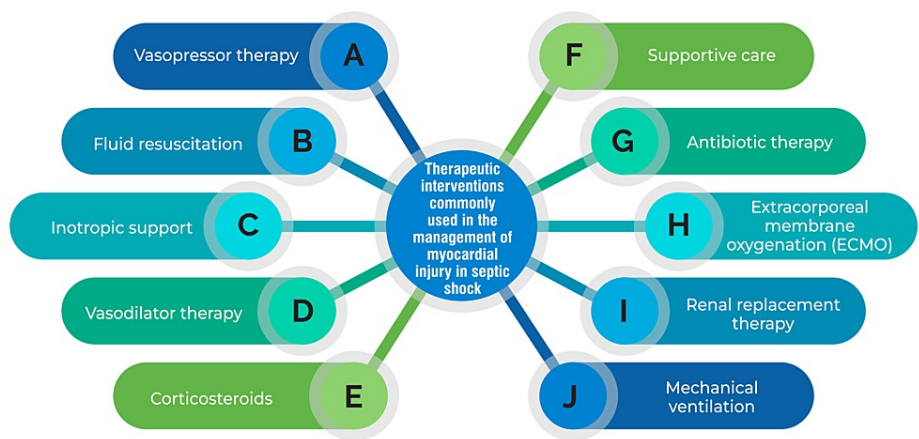 Vasopressor therapy
A
Fluid resuscitation
B
Inotropic support
C
Vasodilator therapy
D
Corticosteroids
E
Therapeutic
interventions
commonly
used in the
management of
myocardial
injury in septic
shock
F
Supportive care
G
Antibiotic therapy
H
Extracorporeal
membrane
oxygenation (ECMO)
I
Renal replacement
therapy
J
Mechanical
ventilation